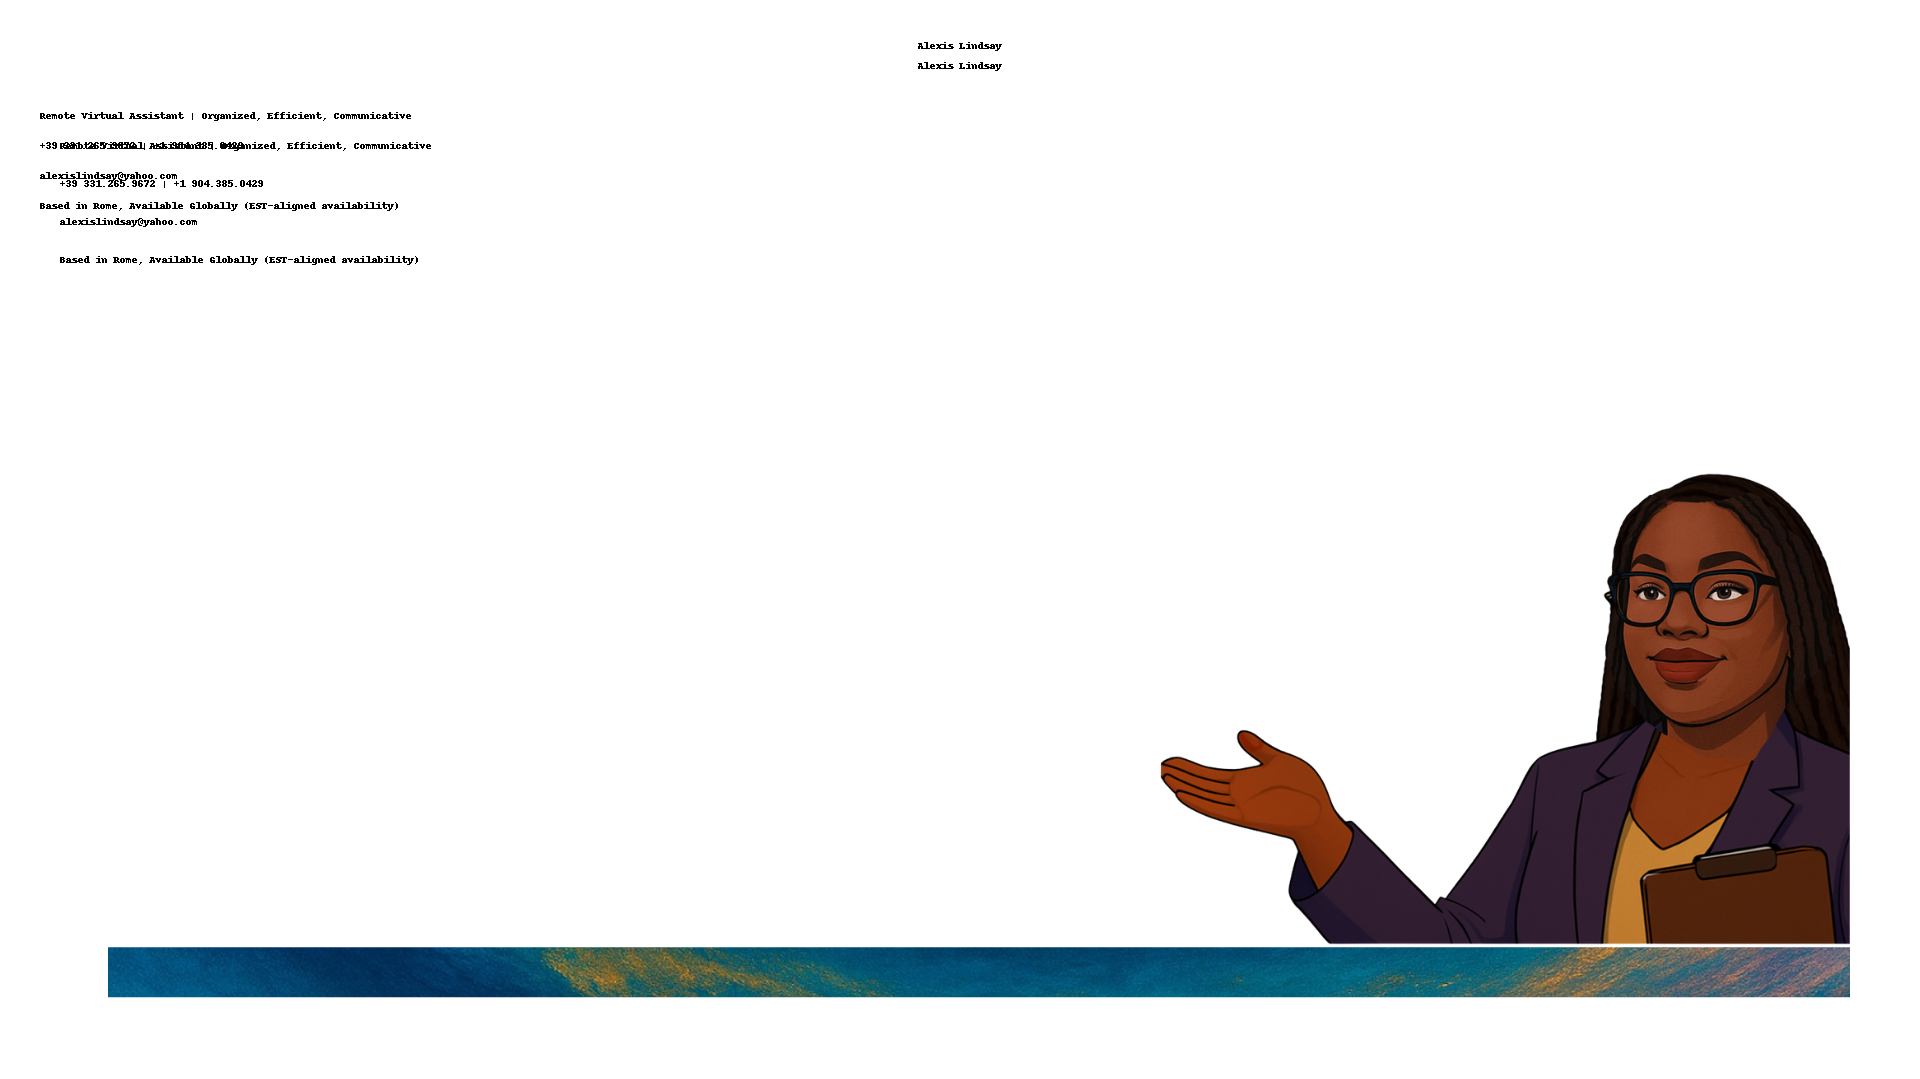 Alexis Lindsay
Alexis Lindsay
Remote Virtual Assistant | Organized, Efficient, Communicative
+39 331.265.9672 | +1 904.385.0429
Remote Virtual Assistant | Organized, Efficient, Communicative
alexislindsay@yahoo.com
+39 331.265.9672 | +1 904.385.0429
Based in Rome, Available Globally (EST-aligned availability)
alexislindsay@yahoo.com
Based in Rome, Available Globally (EST-aligned availability)